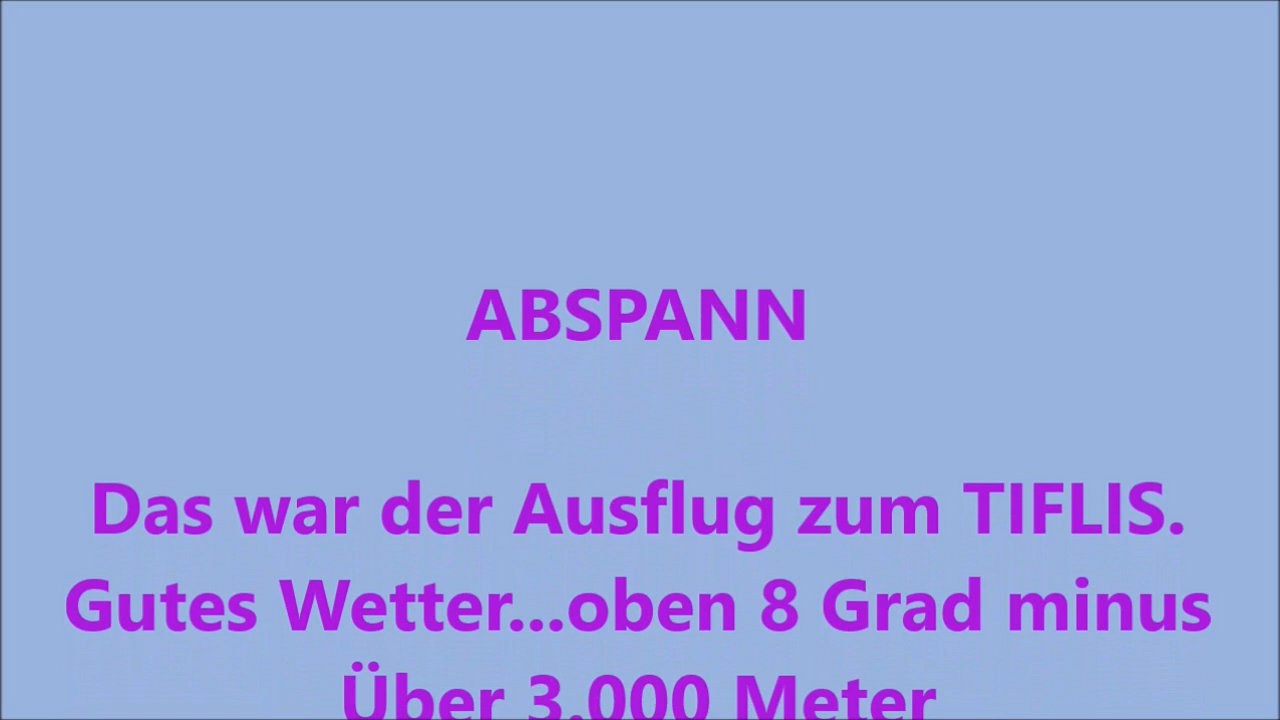 ABSPANN
Das war der Ausflug zum TIFLIS.
Gutes Wetter...oben 8 Grad minus
Über 3.000 Meter